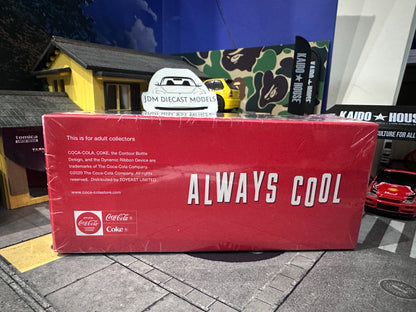 JDM DIECAST MODELS
KAIDO★HOUSE
tomica
KAIDO★HOUSE
This is for adult collectors
COCA-COLA, COKE, the Contour Bottle
Design, and the Dynamic Ribbon Device are
trademarks of The Coca-Cola Company.
©2020 The Coca-Cola Company. All rights
reserved. Distributed by SOYEAST LIMITED
www.coca-colastore.com
ALWAYS COOL
Coca-Cola®
Coke®